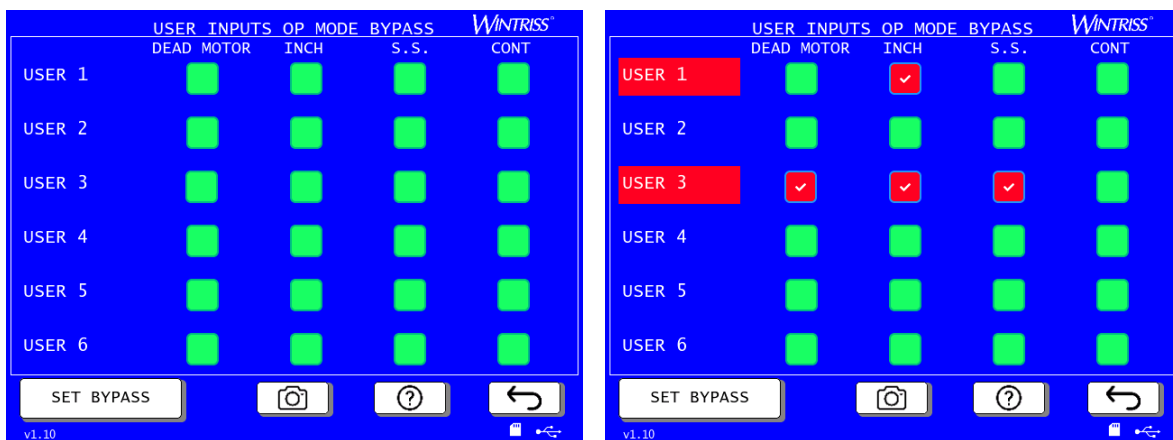 USER INPUTS OP MODE BYPASS WINTRISS®
DEAD MOTOR INCH S.S. CONT
USER 1
USER 2
USER 3
USER 4
USER 5
USER 6
SET BYPASS
v1.10
USER INPUTS OP MODE BYPASS WINTRISS®
DEAD MOTOR INCH S.S. CONT
USER 1
USER 2
USER 3
USER 4
USER 5
USER 6
SET BYPASS
v1.10